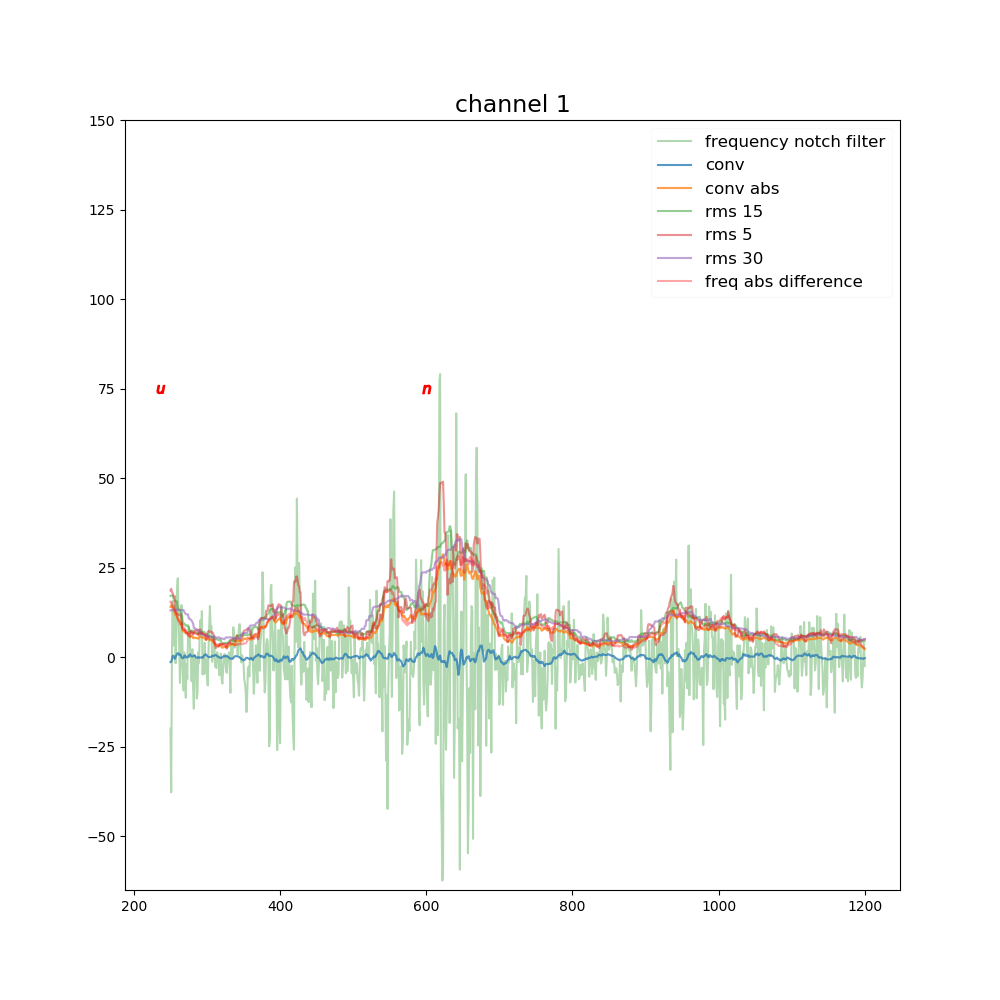 channel 1
150
125
100
75
50
25
0
−25
−50
frequency notch filter
conv
conv abs
rms 15
rms 5
rms 30
freq abs difference
u n
200 400 600 800 1000 1200